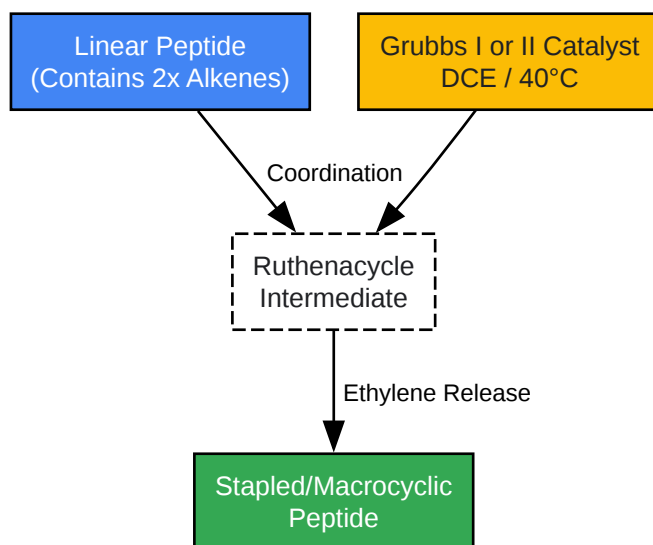 Linear Peptide
(Contains 2x Alkenes)
Grubbs I or II Catalyst
DCE / 40°C
Coordination
Ruthenacycle
Intermediate
Ethylene Release
Stapled/Macrocyclic
Peptide